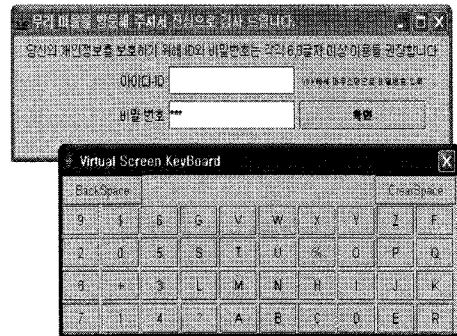 우리 마을을 방문해 주셔서 진심으로 감사 드립니다.
당신의 개인정보를 보호하기 위해 ID와 비밀번호는 각각 6,8글자 이상 이용을 권장합니다
아이디-ID
비밀 번호 *** 확인
Virtual Screen KeyBoard
BackSpace ClearSpace
9 $ 6 G V W X Y Z F
2 0 5 S T U % O P Q
8 + 3 L M N H I J K
7 1 4 ? A B C D E R